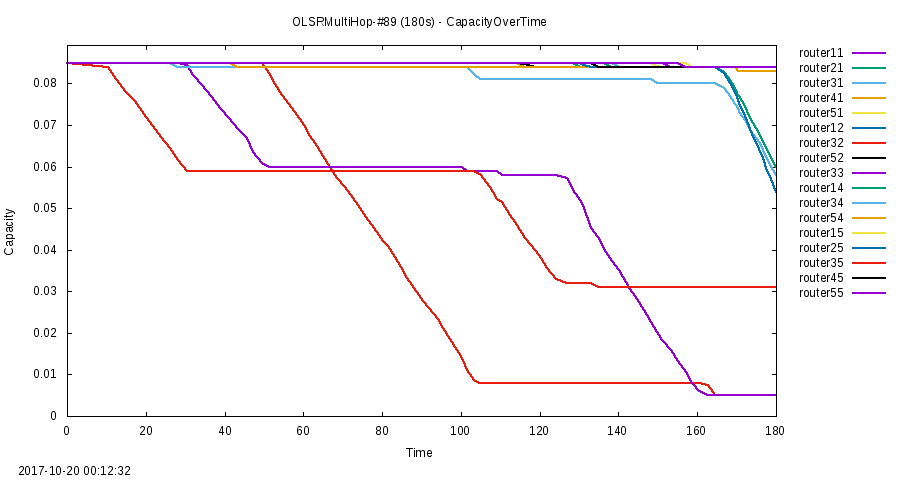 OLSRMultiHop-#89 (180s) - CapacityOverTime
router11
router21
router31
router41
router51
router12
router32
router52
router33
router14
router34
router54
router15
router25
router35
router45
router55
Capacity
0.08
0.07
0.06
0.05
0.04
0.03
0.02
0.01
0
0 20 40 60 80 100 120 140 160 180
Time
2017-10-20 00:12:32